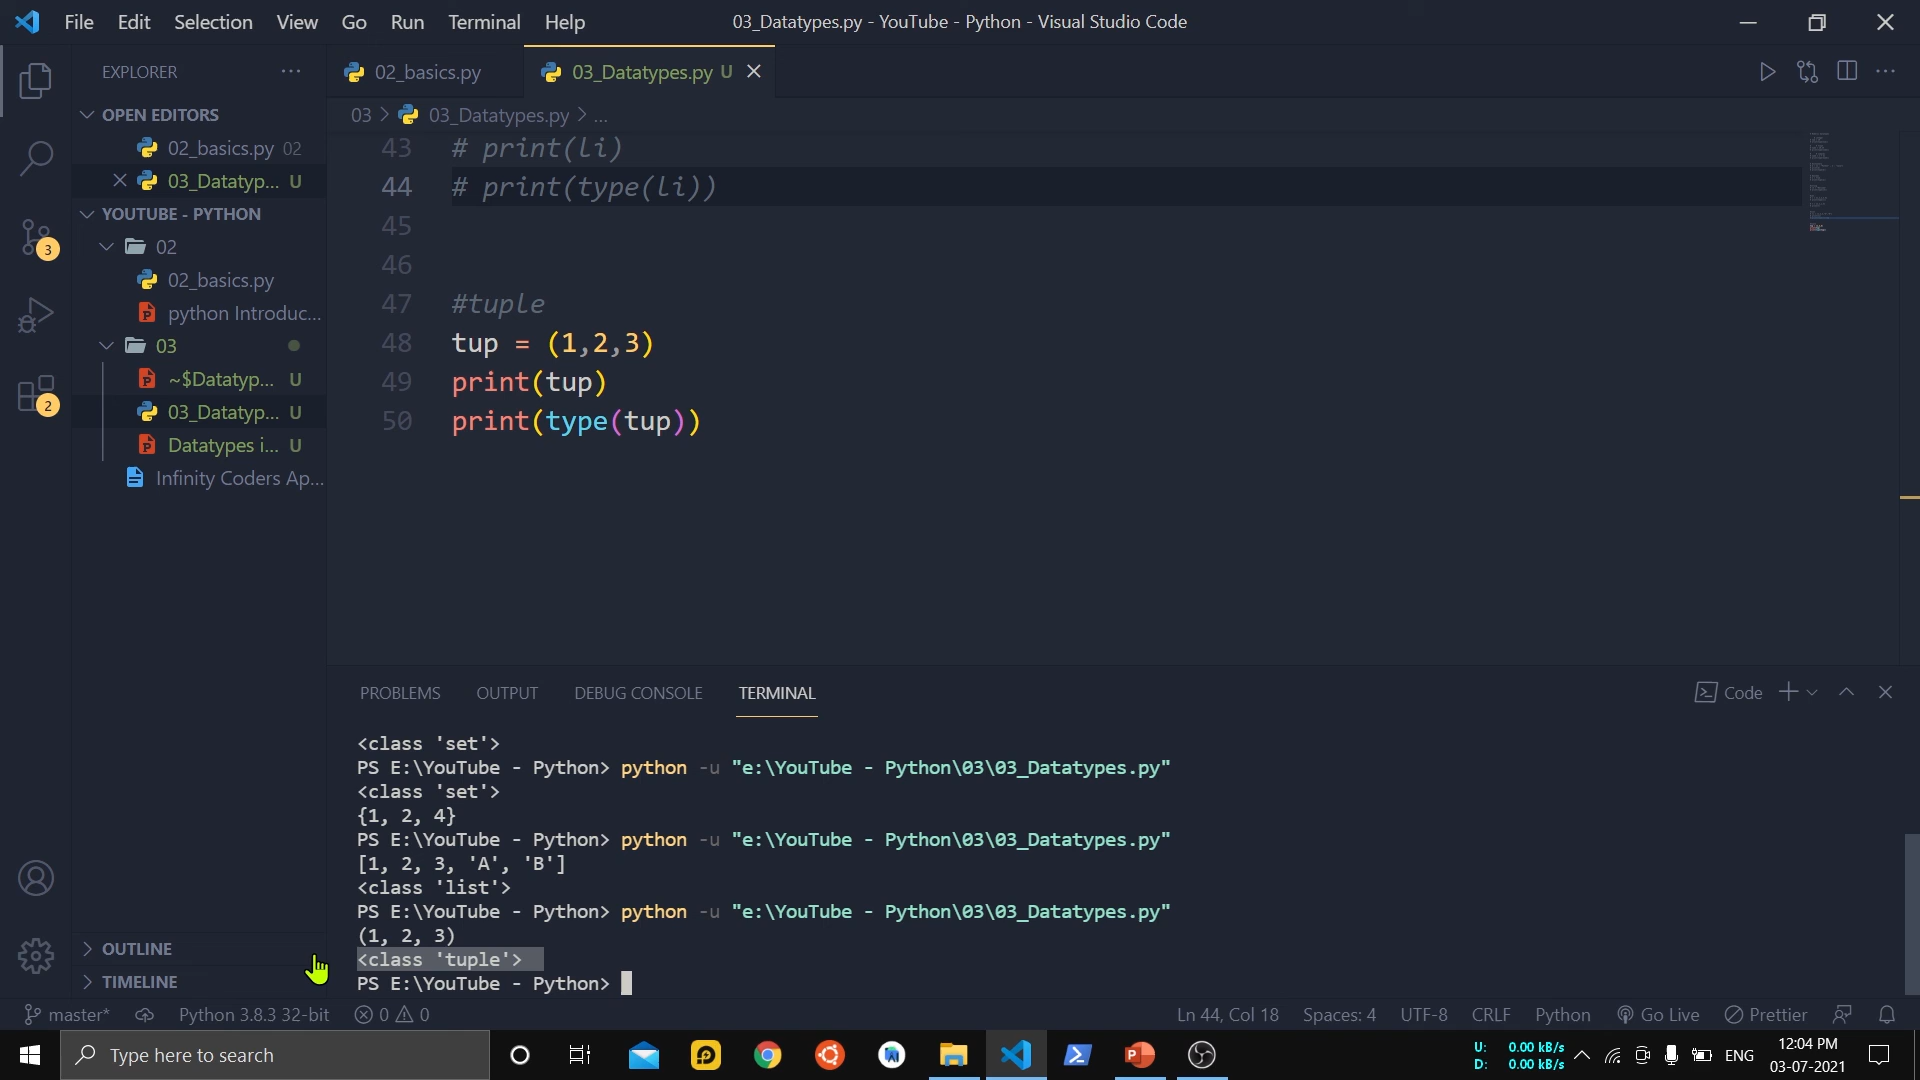 File Edit Selection View Go Run Terminal Help
03_Datatypes.py - YouTube - Python - Visual Studio Code
EXPLORER
OPEN EDITORS
02_basics.py 02
03_Datatyp... U
YOUTUBE - PYTHON
02
02_basics.py
python Introduc...
03
~$Datatyp... U
03_Datatyp... U
Datatypes i... U
Infinity Coders Ap...
OUTLINE
TIMELINE
3
2
02_basics.py
03_Datatypes.py U
03 > 03_Datatypes.py > ...
43 # print(li)
44 # print(type(li))
45
46
47 #tuple
48 tup = (1,2,3)
49 print(tup)
50 print(type(tup))
PROBLEMS OUTPUT DEBUG CONSOLE TERMINAL
Code
<class 'set'>
PS E:\YouTube - Python> python -u "e:\YouTube - Python\03\03_Datatypes.py"
<class 'set'>
{1, 2, 4}
PS E:\YouTube - Python> python -u "e:\YouTube - Python\03\03_Datatypes.py"
[1, 2, 3, 'A', 'B']
<class 'list'>
PS E:\YouTube - Python> python -u "e:\YouTube - Python\03\03_Datatypes.py"
(1, 2, 3)
<class 'tuple'>
PS E:\YouTube - Python>
master* Python 3.8.3 32-bit 0 0
Ln 44, Col 18 Spaces: 4 UTF-8 CRLF Python Go Live Prettier
Type here to search
U: 0.00 kB/s
D: 0.00 kB/s
ENG
12:04 PM
03-07-2021